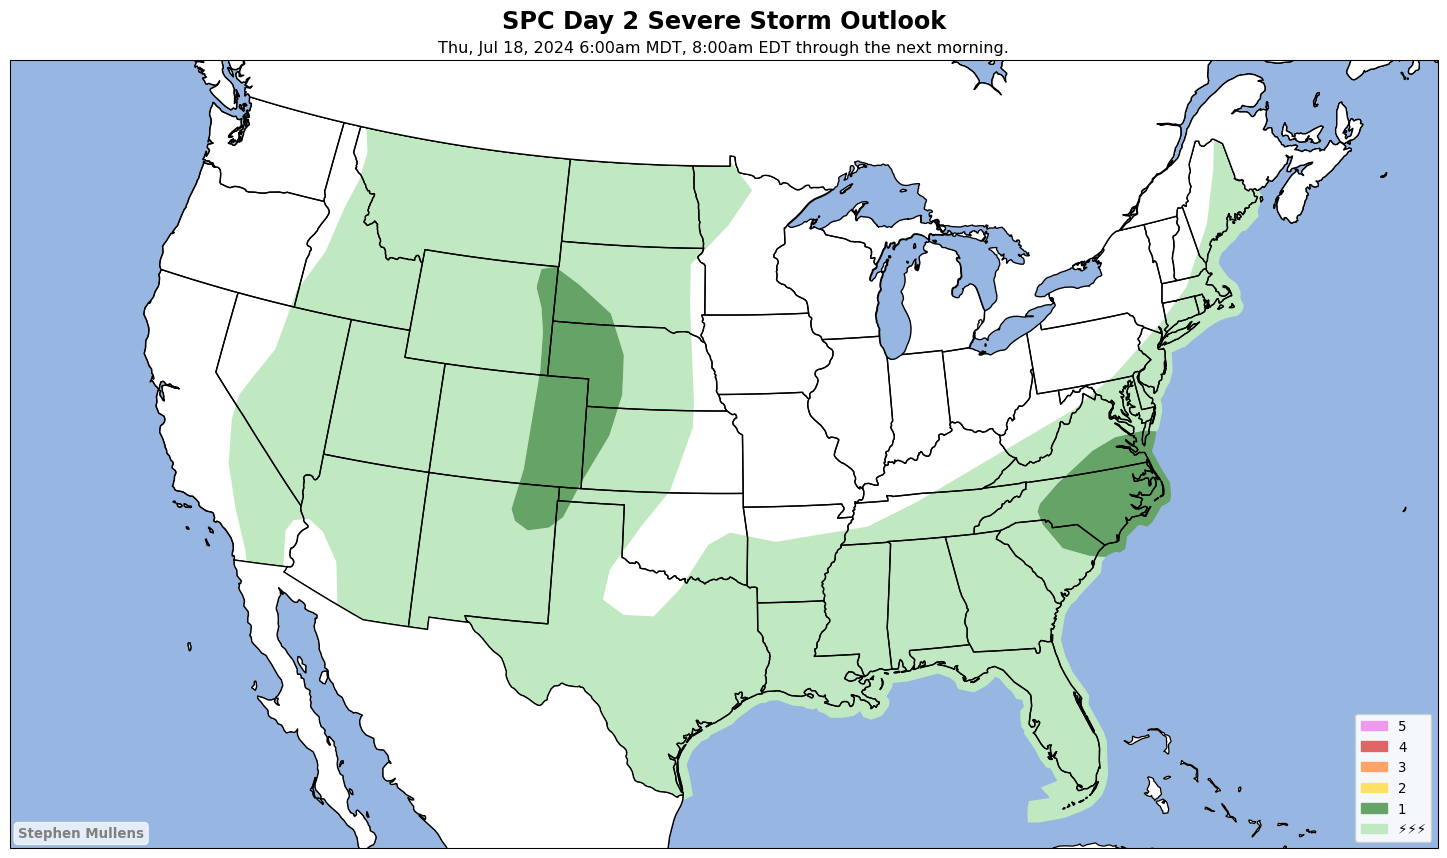 SPC Day 2 Severe Storm Outlook
Thu, Jul 18, 2024 6:00am MDT, 8:00am EDT through the next morning.
5
4
3
2
1
⚡⚡⚡
Stephen Mullens